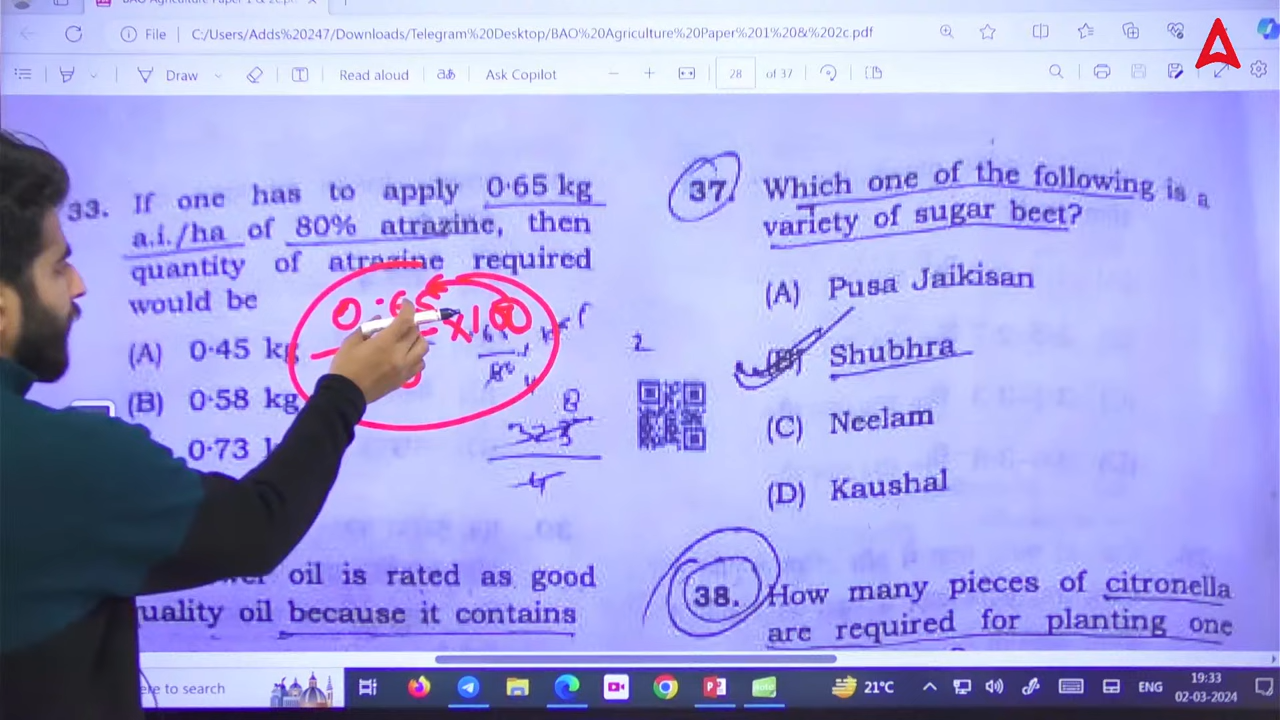 File
C:/Users/Adds%20247/Downloads/Telegram%20Desktop/BAO%20Agriculture%20Paper%201%20&%202c.pdf
Draw
Read aloud
Ask Copilot
28 of 37
33. If one has to apply 0·65 kg
a.i./ha of 80% atrazine, then
quantity of atrazine required
would be
(A) 0·45 kg
(B) 0·58 kg
0·73
oil is rated as good
uality oil because it contains
37. Which one of the following is a
variety of sugar beet?
(A) Pusa Jaikisan
(B) Shubhra
(C) Neelam
(D) Kaushal
38. How many pieces of citronella
are required for planting one
ere to search
21°C
ENG
19:33
02-03-2024